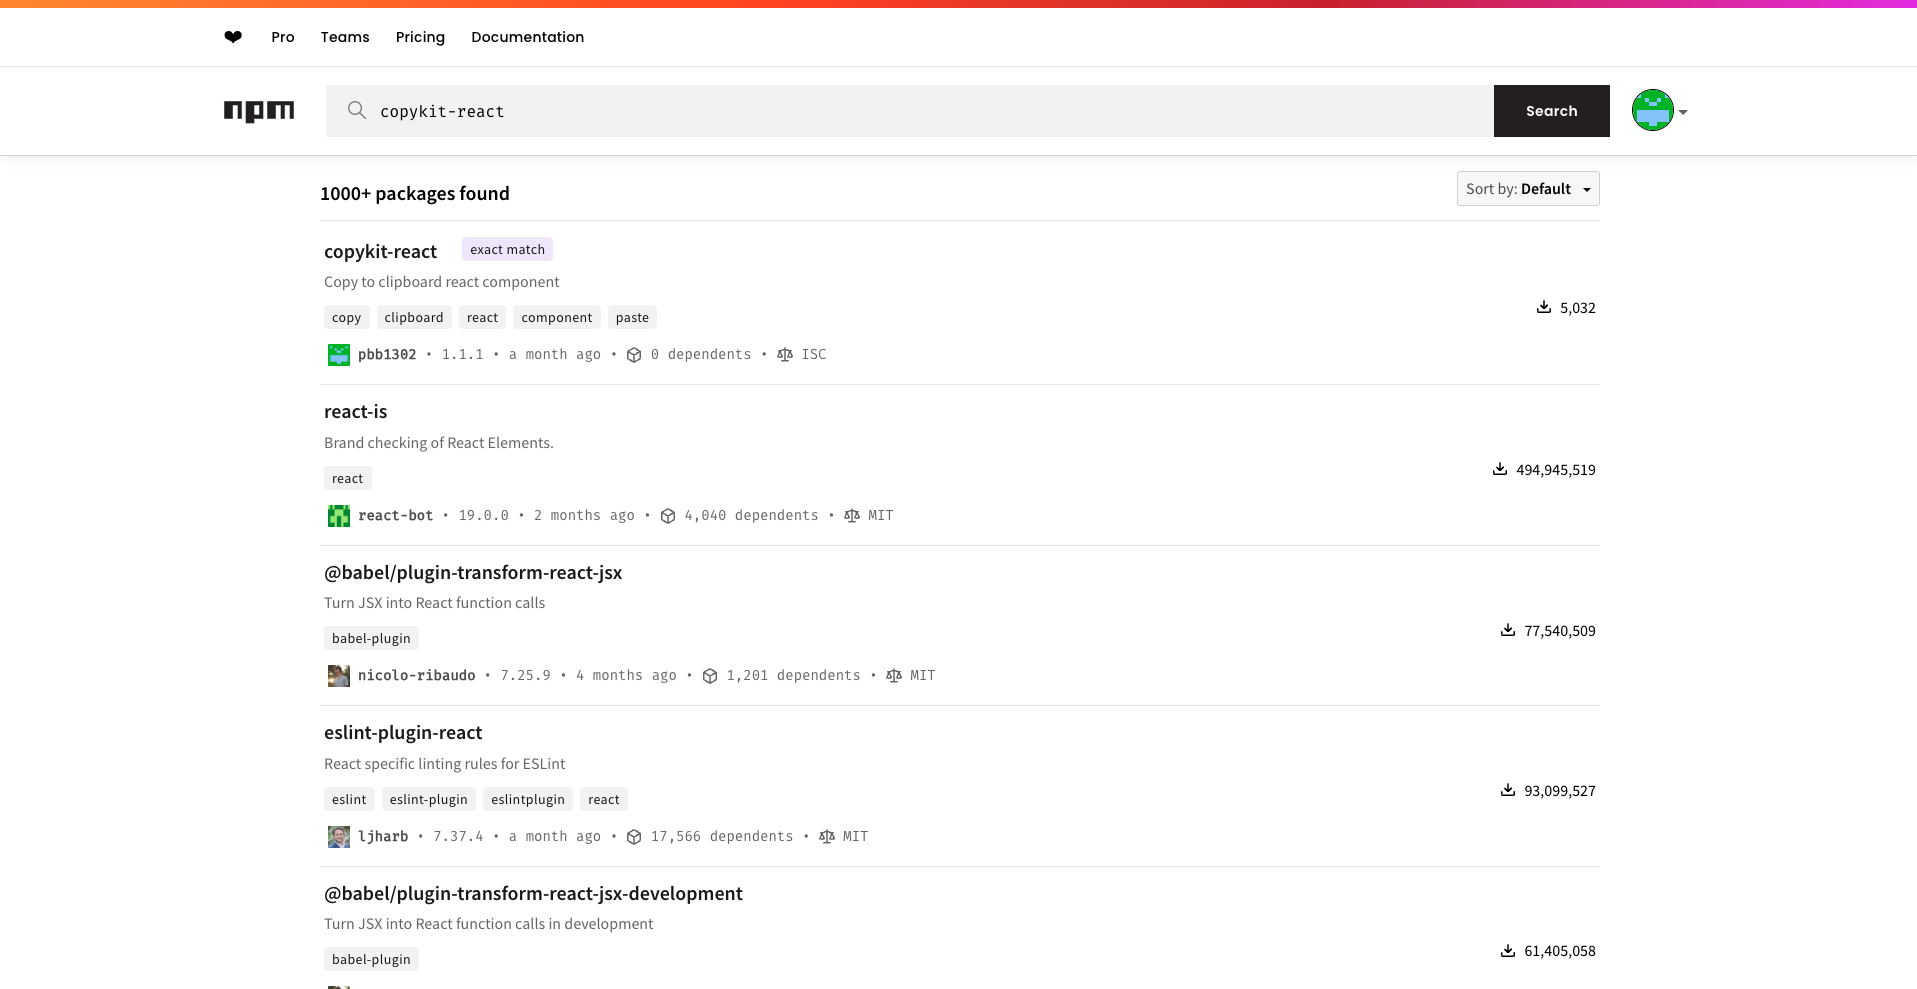 Pro Teams Pricing Documentation
npm copykit-react Search
1000+ packages found Sort by: Default
copykit-react exact match
Copy to clipboard react component
copy clipboard react component paste
5,032
pbb1302 • 1.1.1 • a month ago • 0 dependents • ISC
react-is
Brand checking of React Elements.
react
494,945,519
react-bot • 19.0.0 • 2 months ago • 4,040 dependents • MIT
@babel/plugin-transform-react-jsx
Turn JSX into React function calls
babel-plugin
77,540,509
nicolo-ribaudo • 7.25.9 • 4 months ago • 1,201 dependents • MIT
eslint-plugin-react
React specific linting rules for ESLint
eslint eslint-plugin eslintplugin react
93,099,527
ljharb • 7.37.4 • a month ago • 17,566 dependents • MIT
@babel/plugin-transform-react-jsx-development
Turn JSX into React function calls in development
babel-plugin
61,405,058